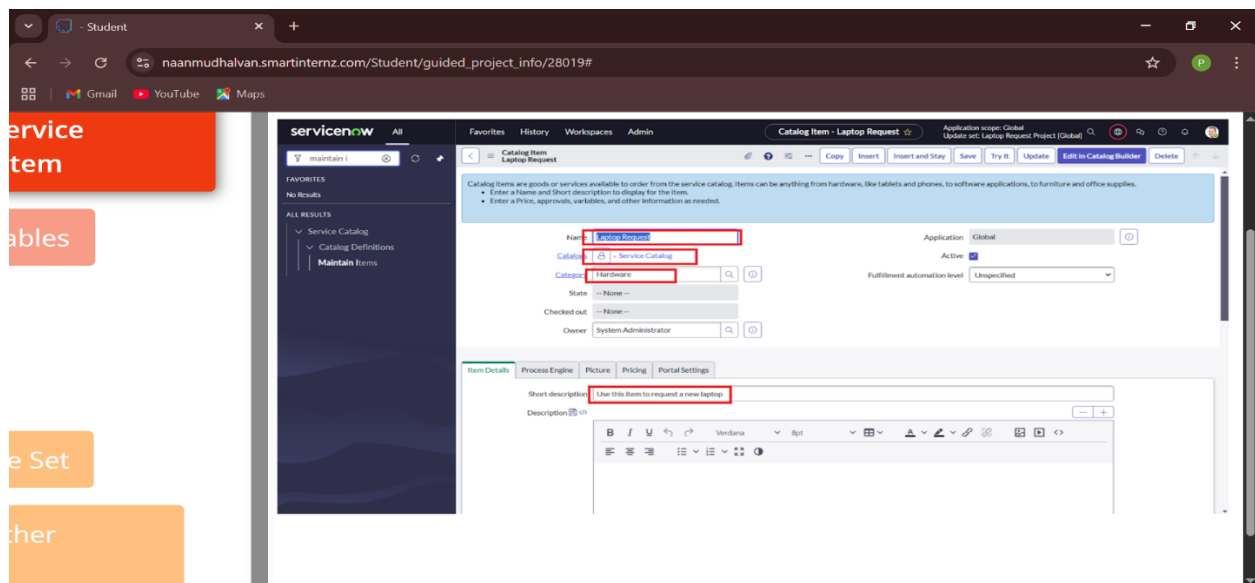 - Student
naanmudhalvan.smartinternz.com/Student/guided_project_info/28019#
P
Gmail YouTube Maps
ervice
tem
ables
e Set
ther
servicenow All Favorites History Workspaces Admin Catalog Item - Laptop Request
Application scope: Global
Update set: Laptop Request Project [Global]
maintain i
Catalog Item
Laptop Request
Copy Insert Insert and Stay Save Try It Update Edit in Catalog Builder Delete
FAVORITES
No Results
ALL RESULTS
Service Catalog
Catalog Definitions
Maintain Items
Catalog Items are goods or services available to order from the service catalog. Items can be anything from hardware, like tablets and phones, to software applications, to furniture and office supplies.
• Enter a Name and Short description to display for the item.
• Enter a Price, approvals, variables, and other information as needed.
Name Laptop Request Application Global
Catalogs Service Catalog Active
Category Hardware Fulfillment automation level Unspecified
State -- None --
Checked out -- None --
Owner System Administrator
Item Details Process Engine Picture Pricing Portal Settings
Short description Use this item to request a new laptop
Description
B I U Verdana 8pt A